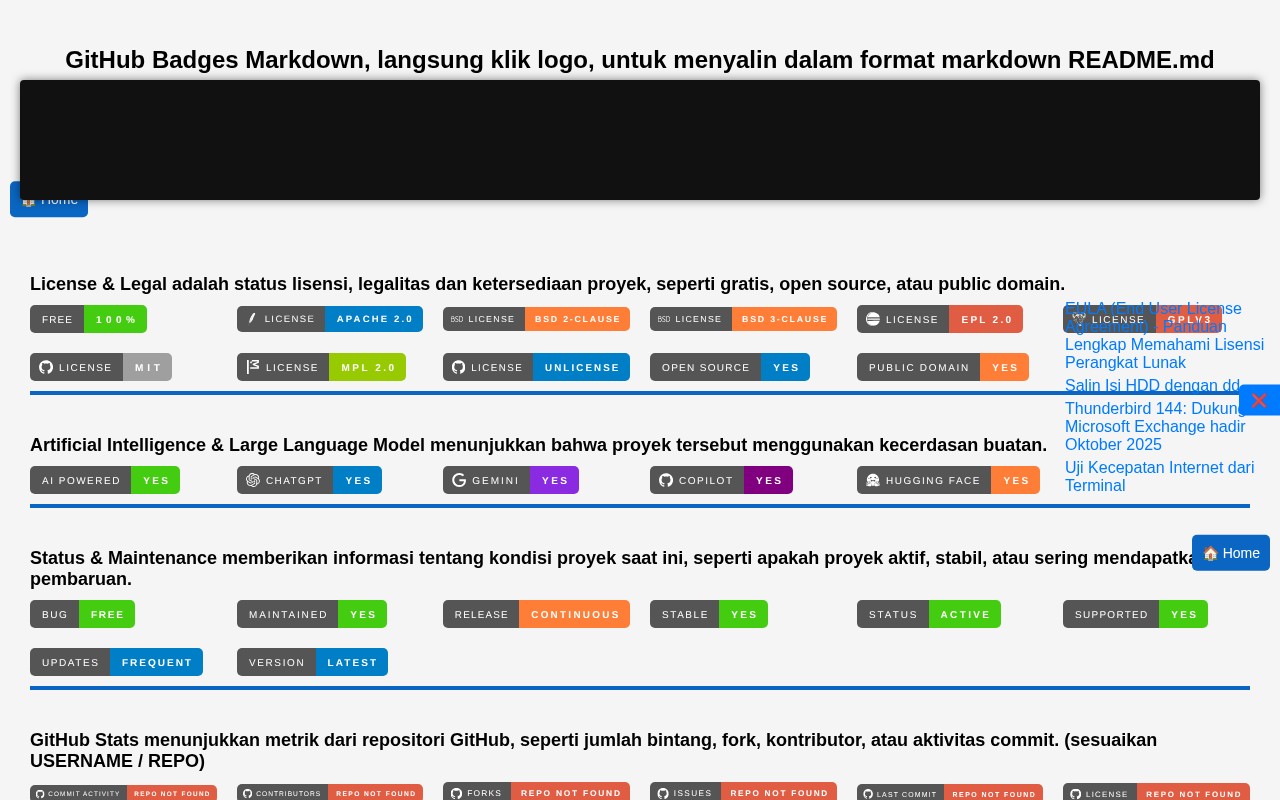 GitHub Badges Markdown, langsung klik logo, untuk menyalin dalam format markdown README.md
🏠 Home
License & Legal adalah status lisensi, legalitas dan ketersediaan proyek, seperti gratis, open source, atau public domain.
FREE 100%
LICENSE APACHE 2.0
BSD LICENSE BSD 2-CLAUSE
BSD LICENSE BSD 3-CLAUSE
LICENSE EPL 2.0
LICENSE GPLV3
EULA (End User License
Agreement) - Panduan
Lengkap Memahami Lisensi
Perangkat Lunak
LICENSE MIT
LICENSE MPL 2.0
LICENSE UNLICENSE
OPEN SOURCE YES
PUBLIC DOMAIN YES
Salin Isi HDD dengan dd
Thunderbird 144: Dukung
Microsoft Exchange hadir
Oktober 2025
Uji Kecepatan Internet dari
Terminal
Artificial Intelligence & Large Language Model menunjukkan bahwa proyek tersebut menggunakan kecerdasan buatan.
AI POWERED YES
CHATGPT YES
GEMINI YES
COPILOT YES
HUGGING FACE YES
Status & Maintenance memberikan informasi tentang kondisi proyek saat ini, seperti apakah proyek aktif, stabil, atau sering
pembaruan.
🏠 Home
BUG FREE
MAINTAINED YES
RELEASE CONTINUOUS
STABLE YES
STATUS ACTIVE
SUPPORTED YES
UPDATES FREQUENT
VERSION LATEST
GitHub Stats menunjukkan metrik dari repositori GitHub, seperti jumlah bintang, fork, kontributor, atau aktivitas commit. (sesuaikan
USERNAME / REPO)
COMMIT ACTIVITY REPO NOT FOUND
CONTRIBUTORS REPO NOT FOUND
FORKS REPO NOT FOUND
ISSUES REPO NOT FOUND
LAST COMMIT REPO NOT FOUND
LICENSE REPO NOT FOUND